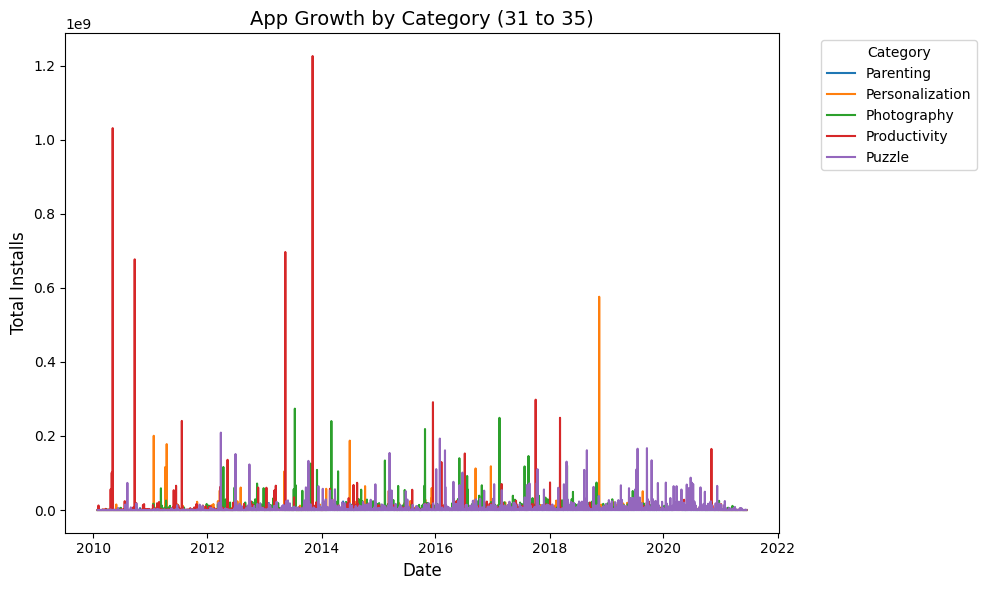 App Growth by Category (31 to 35)
1e9
Total Installs
1.2
1.0
0.8
0.6
0.4
0.2
0.0
2010
2012
2014
2016
2018
2020
2022
Date
Category
Parenting
Personalization
Photography
Productivity
Puzzle